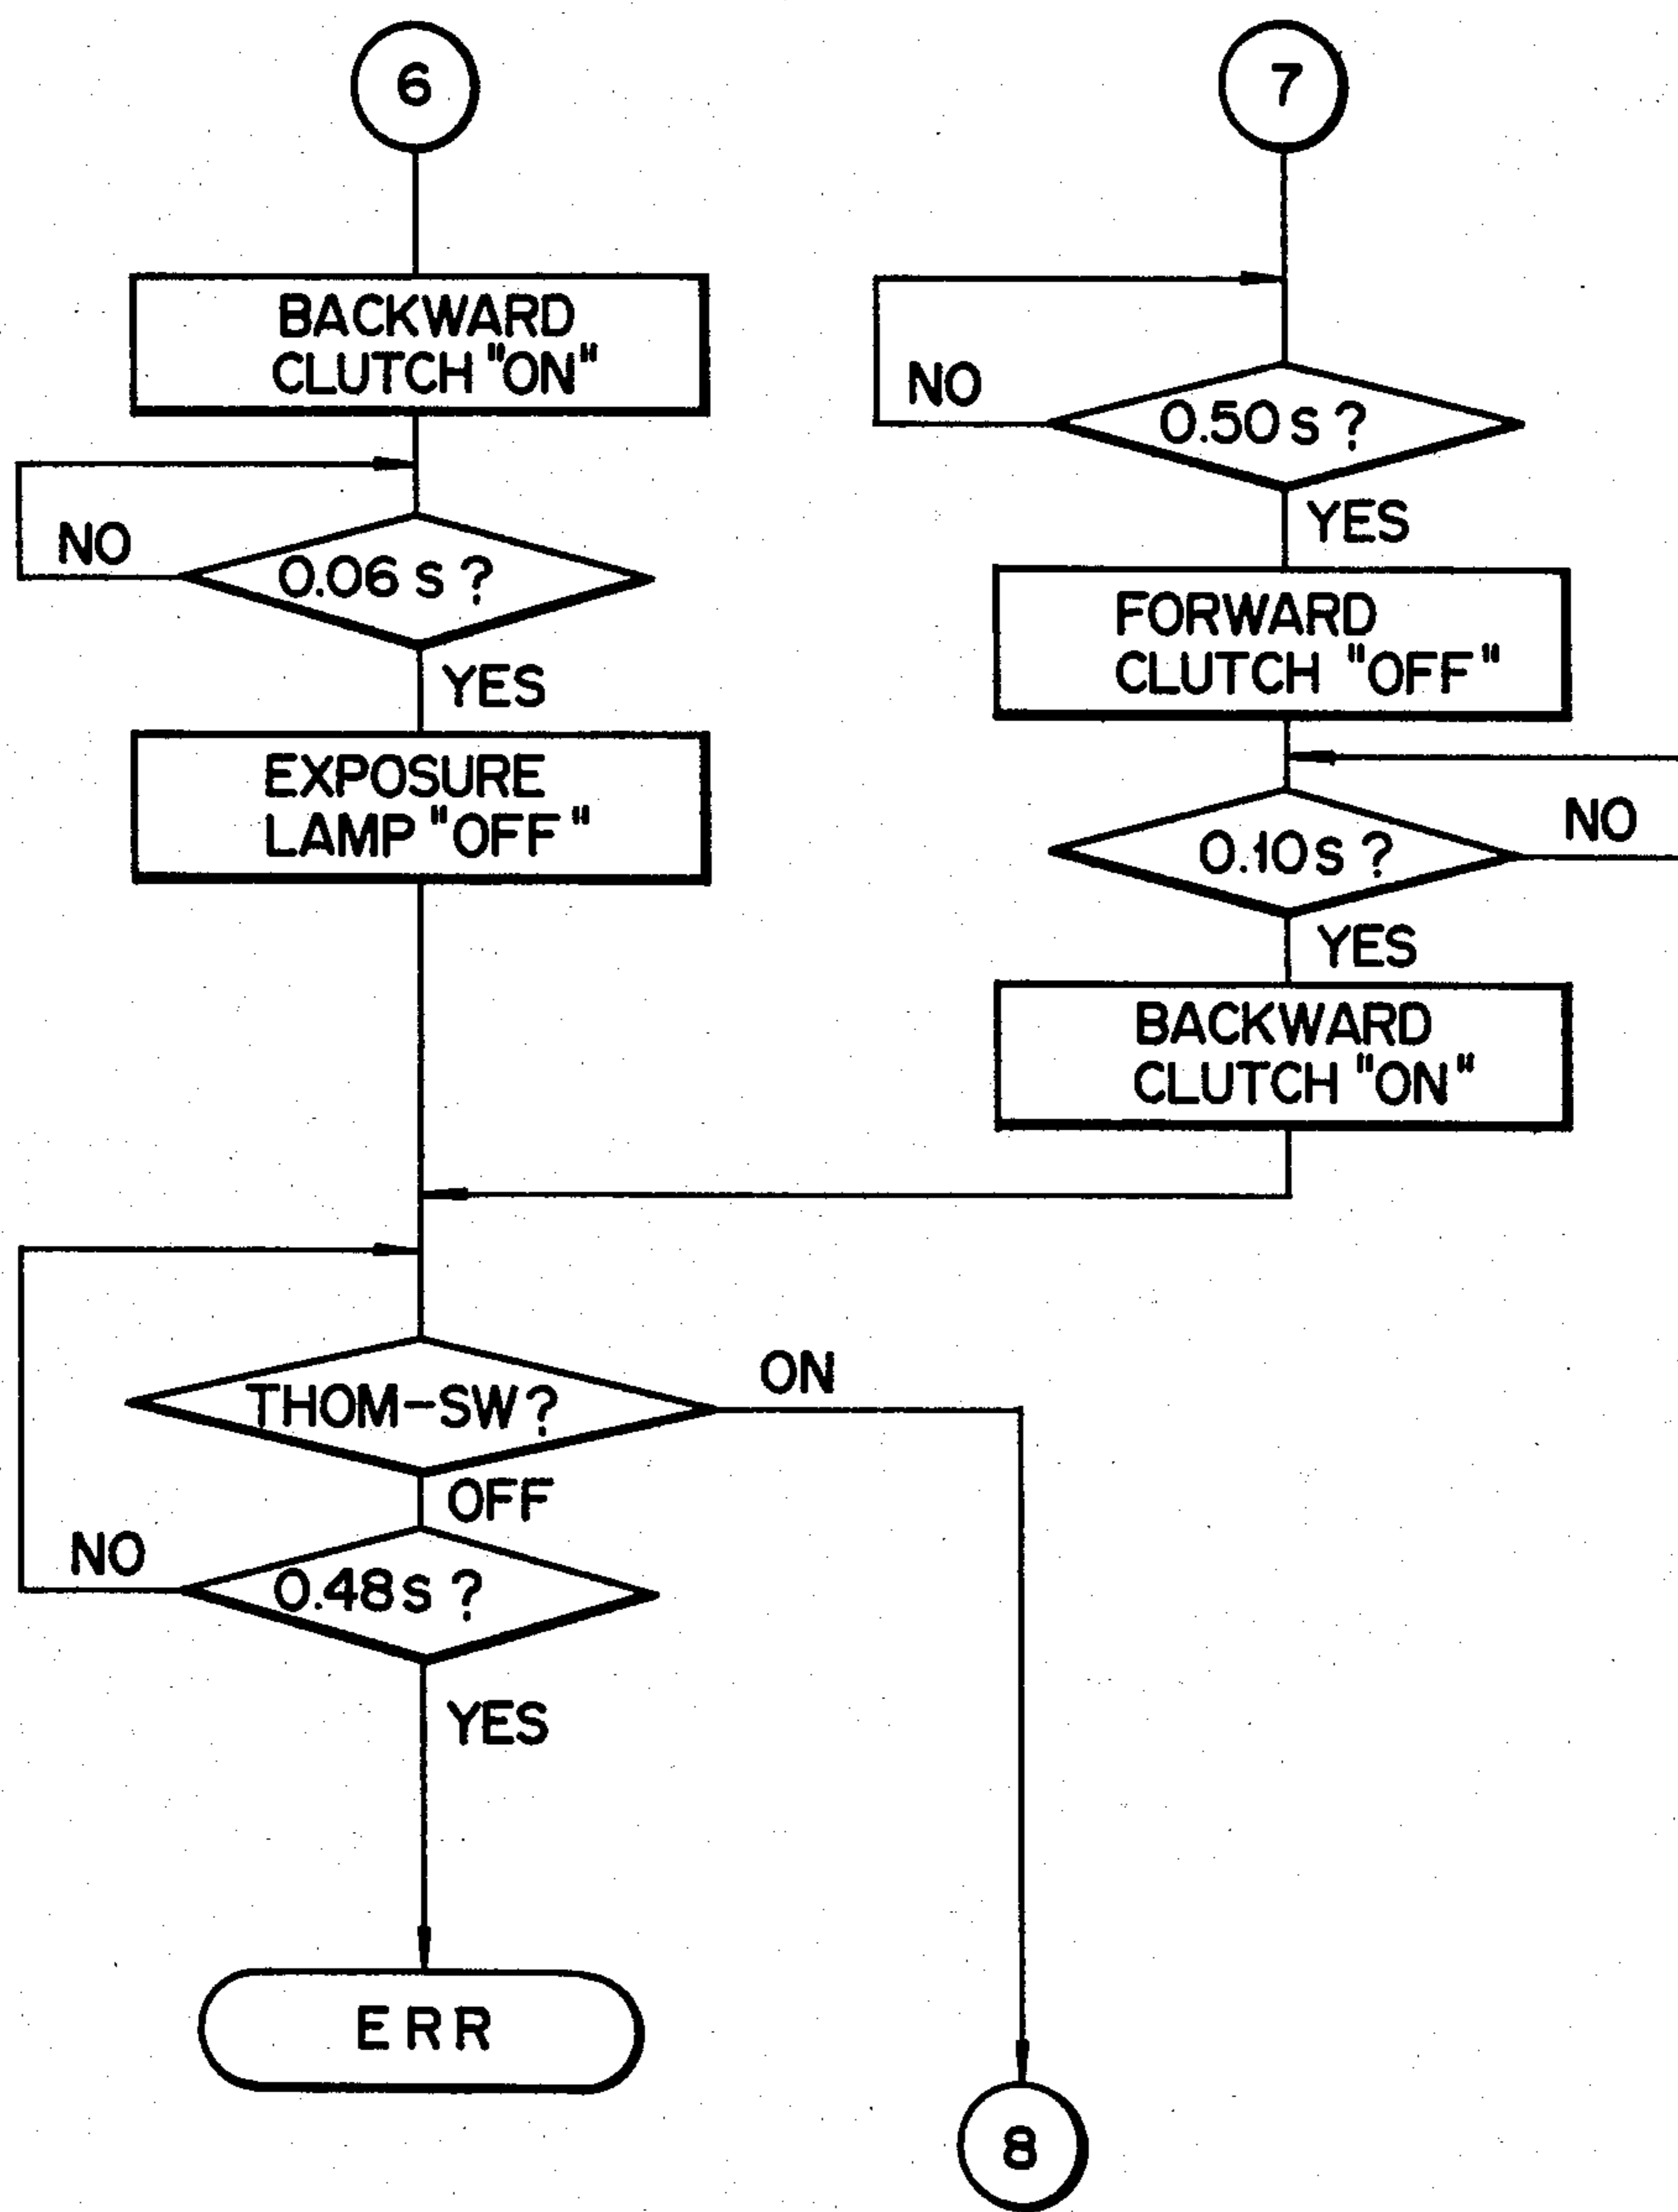 6
BACKWARD
CLUTCH "ON"
NO
0.06 s ?
YES
EXPOSURE
LAMP "OFF"
7
NO
0.50 s ?
YES
FORWARD
CLUTCH "OFF"
NO
0.10 s ?
YES
BACKWARD
CLUTCH "ON"
THOM-SW?
ON
OFF
NO
0.48 s ?
YES
ERR
8